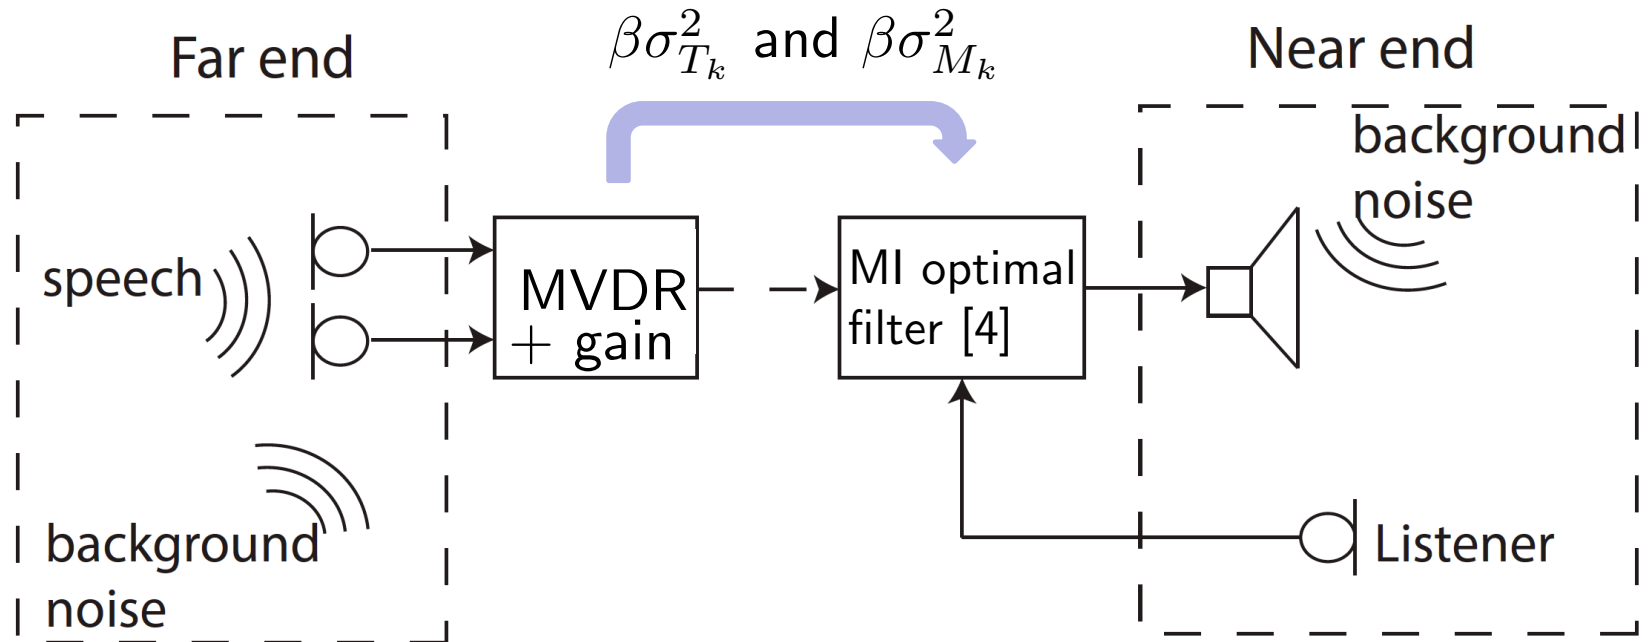 Far end
βσ²_{T_k} and βσ²_{M_k}
Near end
background
noise
speech
MVDR
+ gain
MI optimal
filter [4]
background
noise
Listener